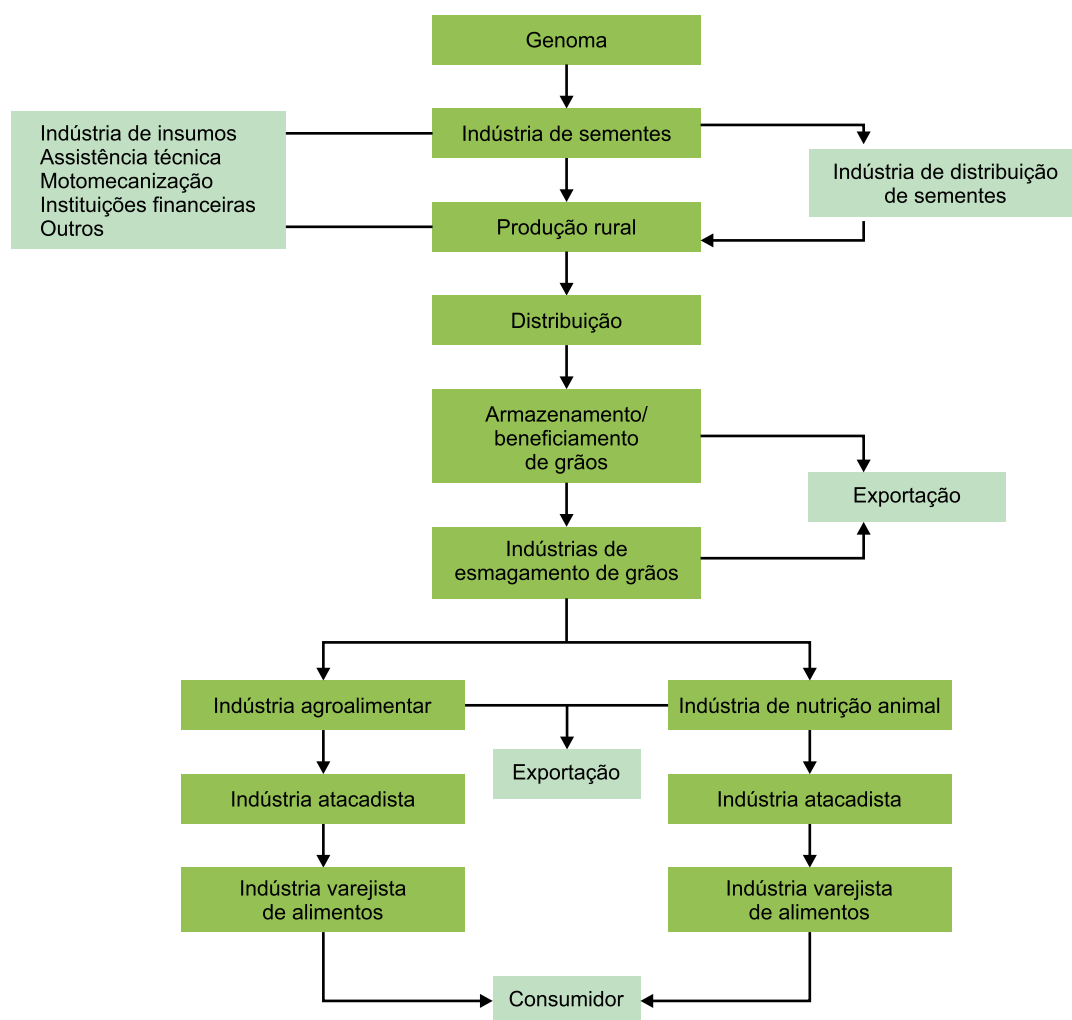 Genoma
Indústria de insumos
Assistência técnica
Motomecanização
Instituições financeiras
Outros
Indústria de sementes
Indústria de distribuição
de sementes
Produção rural
Distribuição
Armazenamento/
beneficiamento
de grãos
Exportação
Indústrias de
esmagamento de grãos
Indústria agroalimentar
Indústria de nutrição animal
Exportação
Indústria atacadista
Indústria atacadista
Indústria varejista
de alimentos
Indústria varejista
de alimentos
Consumidor